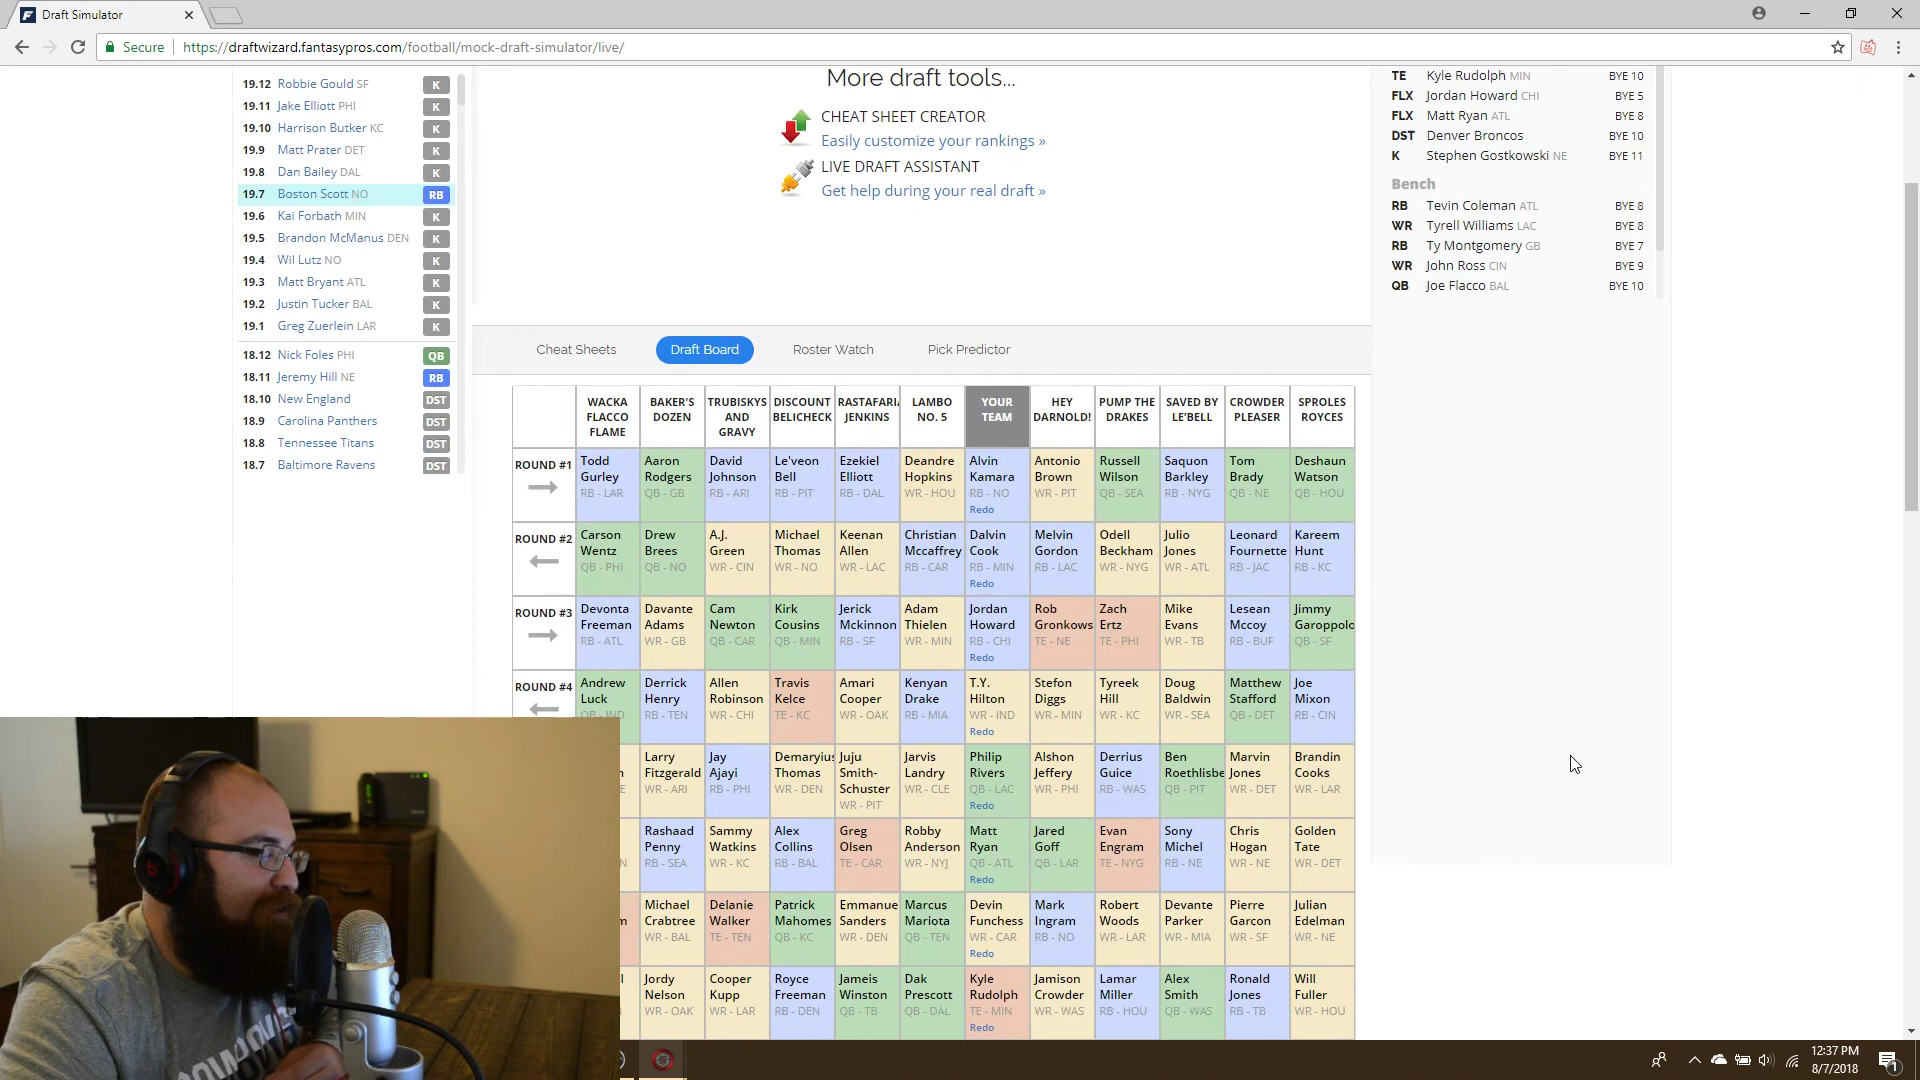 Draft Simulator
Secure
https://draftwizard.fantasypros.com/football/mock-draft-simulator/live/
19.12 Robbie Gould SF K
19.11 Jake Elliott PHI K
19.10 Harrison Butker KC K
19.9 Matt Prater DET K
19.8 Dan Bailey DAL K
19.7 Boston Scott NO RB
19.6 Kai Forbath MIN K
19.5 Brandon McManus DEN K
19.4 Wil Lutz NO K
19.3 Matt Bryant ATL K
19.2 Justin Tucker BAL K
19.1 Greg Zuerlein LAR K
18.12 Nick Foles PHI QB
18.11 Jeremy Hill NE RB
18.10 New England DST
18.9 Carolina Panthers DST
18.8 Tennessee Titans DST
18.7 Baltimore Ravens DST
More draft tools...
CHEAT SHEET CREATOR
Easily customize your rankings »
LIVE DRAFT ASSISTANT
Get help during your real draft »
TE Kyle Rudolph MIN BYE 10
FLX Jordan Howard CHI BYE 5
FLX Matt Ryan ATL BYE 8
DST Denver Broncos BYE 10
K Stephen Gostkowski NE BYE 11
Bench
RB Tevin Coleman ATL BYE 8
WR Tyrell Williams LAC BYE 8
RB Ty Montgomery GB BYE 7
WR John Ross CIN BYE 9
QB Joe Flacco BAL BYE 10
Cheat Sheets Draft Board Roster Watch Pick Predictor
WACKA BAKER'S TRUBISKYS DISCOUNT RASTAFARI LAMBO YOUR HEY PUMP THE SAVED BY CROWDER SPROLES
FLACCO DOZEN AND BELICHECK JENKINS NO. 5 TEAM DARNOLD! DRAKES LE'BELL PLEASER ROYCES
FLAME GRAVY
ROUND #1 Todd Aaron David Le'veon Ezekiel Deandre Alvin Antonio Russell Saquon Tom Deshaun
Gurley Rodgers Johnson Bell Elliott Hopkins Kamara Brown Wilson Barkley Brady Watson
RB - LAR QB - GB RB - ARI RB - PIT RB - DAL WR - HOU RB - NO WR - PIT QB - SEA RB - NYG QB - NE QB - HOU
Redo
ROUND #2 Carson Drew A.J. Michael Keenan Christian Dalvin Melvin Odell Julio Leonard Kareem
Wentz Brees Green Thomas Allen Mccaffrey Cook Gordon Beckham Jones Fournette Hunt
QB - PHI QB - NO WR - CIN WR - NO WR - LAC RB - CAR RB - MIN RB - LAC WR - NYG WR - ATL RB - JAC RB - KC
Redo
ROUND #3 Devonta Davante Cam Kirk Jerick Adam Jordan Rob Zach Mike Lesean Jimmy
Freeman Adams Newton Cousins Mckinnon Thielen Howard Gronkows Ertz Evans Mccoy Garoppolo
RB - ATL WR - GB QB - CAR QB - MIN RB - SF WR - MIN RB - CHI TE - NE TE - PHI WR - TB RB - BUF QB - SF
Redo
ROUND #4 Andrew Derrick Allen Travis Amari Kenyan T.Y. Stefon Tyreek Doug Matthew Joe
Luck Henry Robinson Kelce Cooper Drake Hilton Diggs Hill Baldwin Stafford Mixon
QB - IND RB - TEN WR - CHI TE - KC WR - OAK RB - MIA WR - IND WR - MIN WR - KC WR - SEA QB - DET RB - CIN
Redo
Larry Jay Demaryius Juju Jarvis Philip Alshon Derrius Ben Marvin Brandin
Fitzgerald Ajayi Thomas Smith- Landry Rivers Jeffery Guice Roethlisbe Jones Cooks
WR - ARI RB - PHI WR - DEN Schuster WR - CLE QB - LAC WR - PHI RB - WAS QB - PIT WR - DET WR - LAR
WR - PIT Redo
Rashaad Sammy Alex Greg Robby Matt Jared Evan Sony Chris Golden
Penny Watkins Collins Olsen Anderson Ryan Goff Engram Michel Hogan Tate
RB - SEA WR - KC RB - BAL TE - CAR WR - NYJ QB - ATL QB - LAR TE - NYG RB - NE WR - NE WR - DET
Redo
Michael Delanie Patrick Emmanue Marcus Devin Mark Robert Devante Pierre Julian
Crabtree Walker Mahomes Sanders Mariota Funchess Ingram Woods Parker Garcon Edelman
WR - BAL TE - TEN QB - KC WR - DEN QB - TEN WR - CAR RB - NO WR - LAR WR - MIA WR - SF WR - NE
Redo
Jordy Cooper Royce Jameis Dak Kyle Jamison Lamar Alex Ronald Will
Nelson Kupp Freeman Winston Prescott Rudolph Crowder Miller Smith Jones Fuller
WR - OAK WR - LAR RB - DEN QB - TB QB - DAL TE - MIN WR - WAS RB - HOU QB - WAS RB - TB WR - HOU
Redo
12:37 PM
8/7/2018